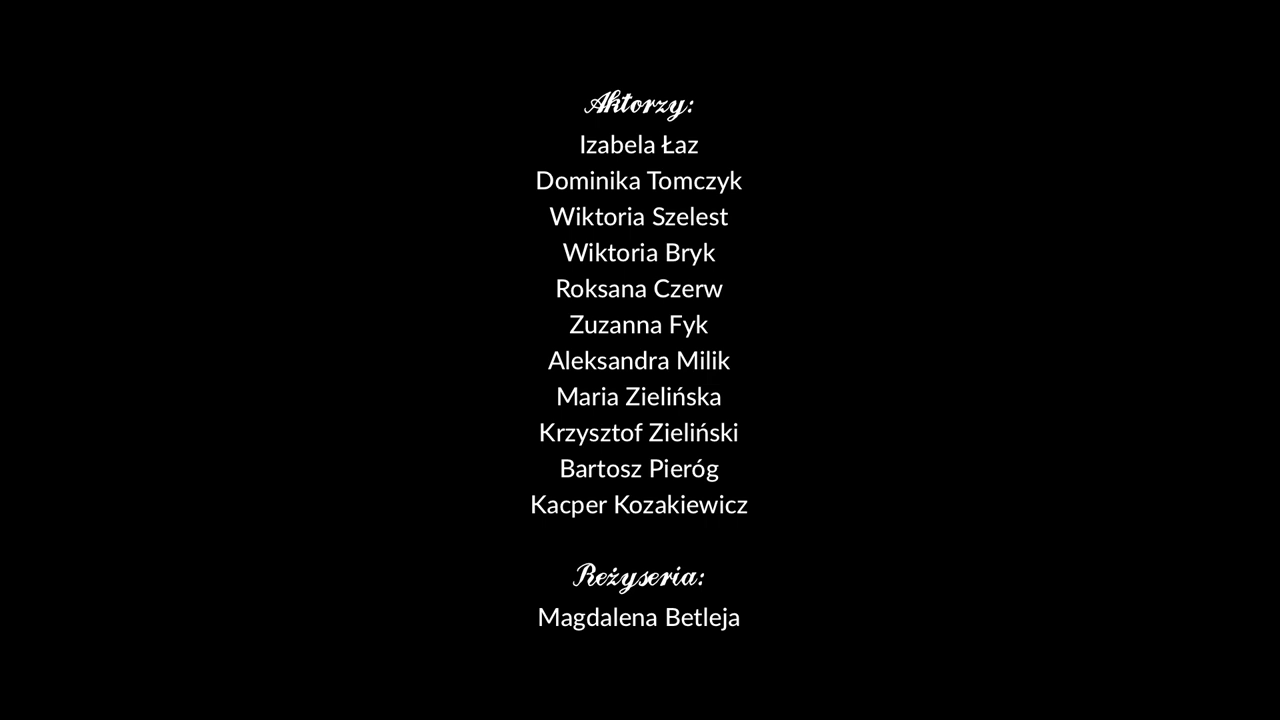 Aktorzy:
Izabela Łaz
Dominika Tomczyk
Wiktoria Szelest
Wiktoria Bryk
Roksana Czerw
Zuzanna Fyk
Aleksandra Milik
Maria Zielińska
Krzysztof Zieliński
Bartosz Pieróg
Kacper Kozakiewicz
Reżyseria:
Magdalena Betleja